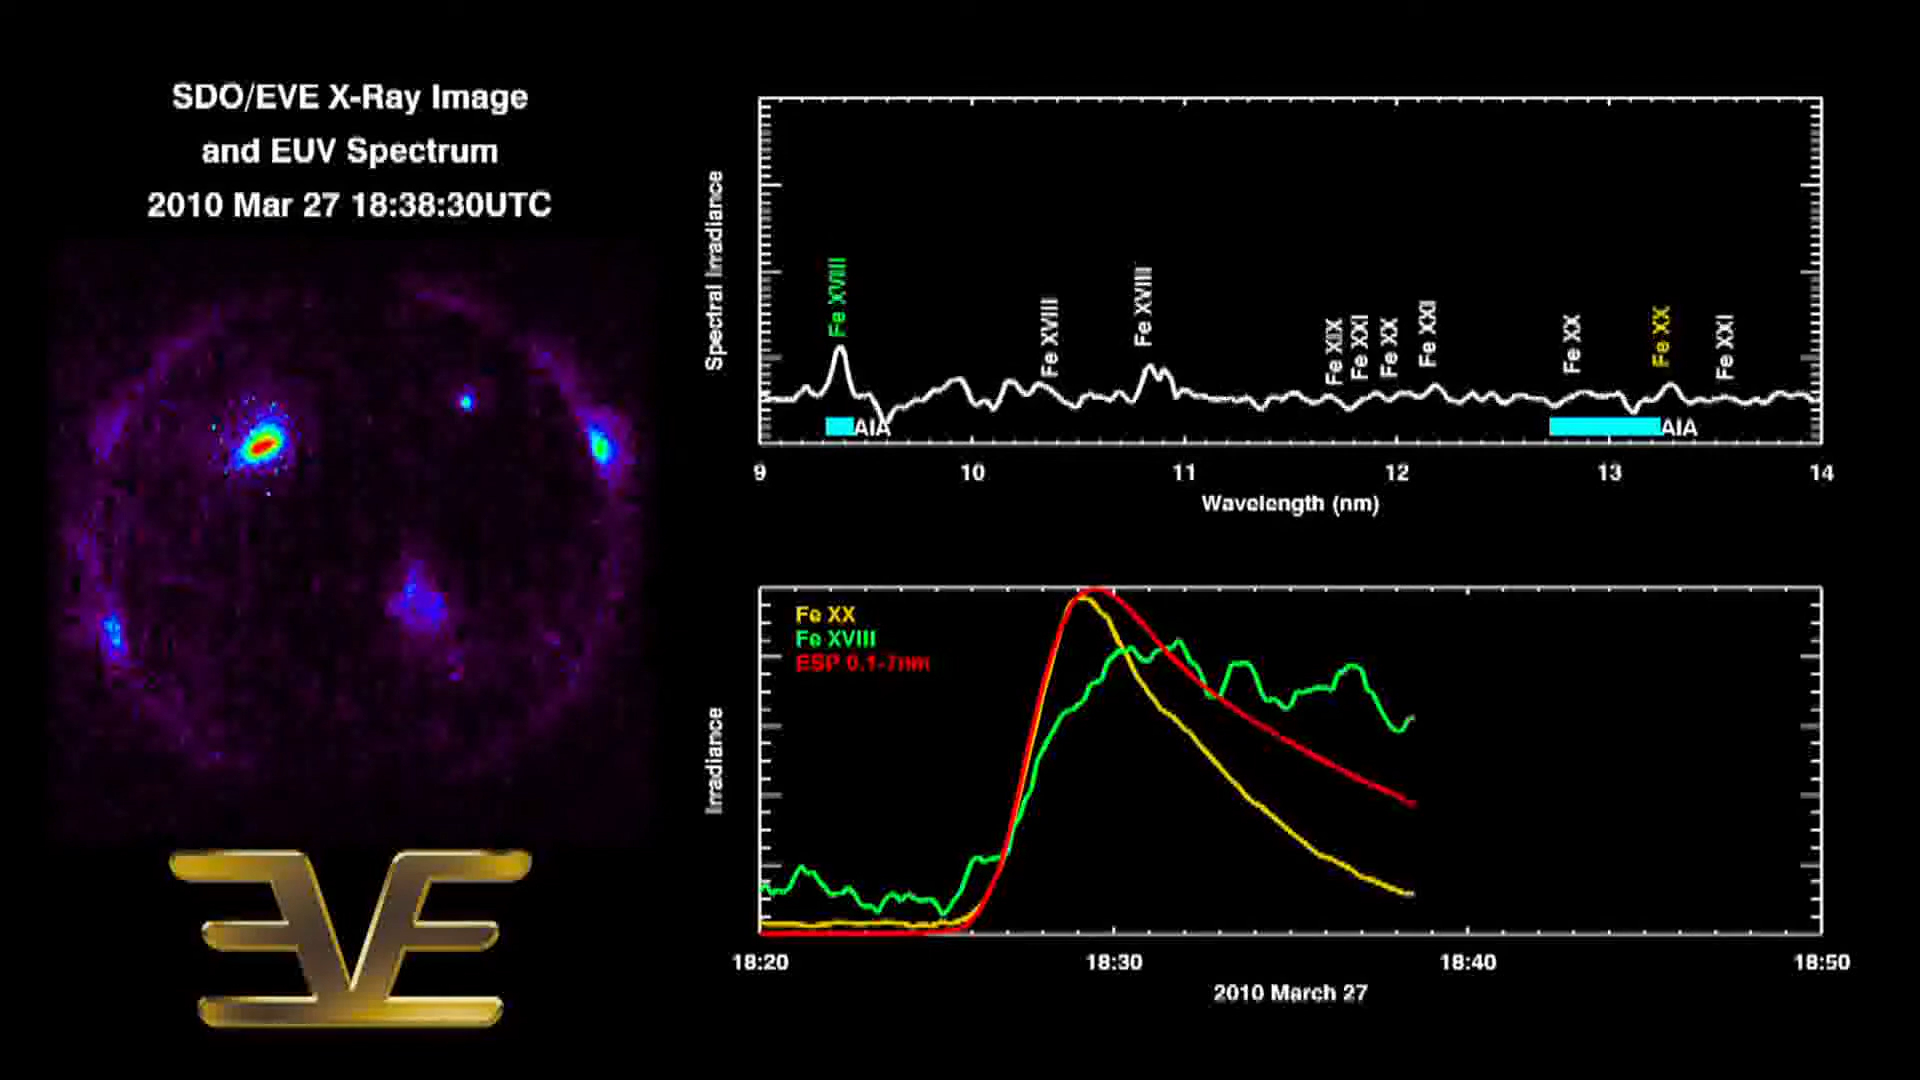 SDO/EVE X-Ray Image
and EUV Spectrum
2010 Mar 27 18:38:30UTC
Spectral Irradiance
Fe XVIII
Fe XVIII
Fe XVIII
Fe XIX
Fe XXI
Fe XX
Fe XXI
Fe XX
Fe XX
Fe XXI
AIA
AIA
9 10 11 12 13 14
Wavelength (nm)
Irradiance
Fe XX
Fe XVIII
ESP 0.1-7nm
18:20 18:30 18:40 18:50
2010 March 27
EVE